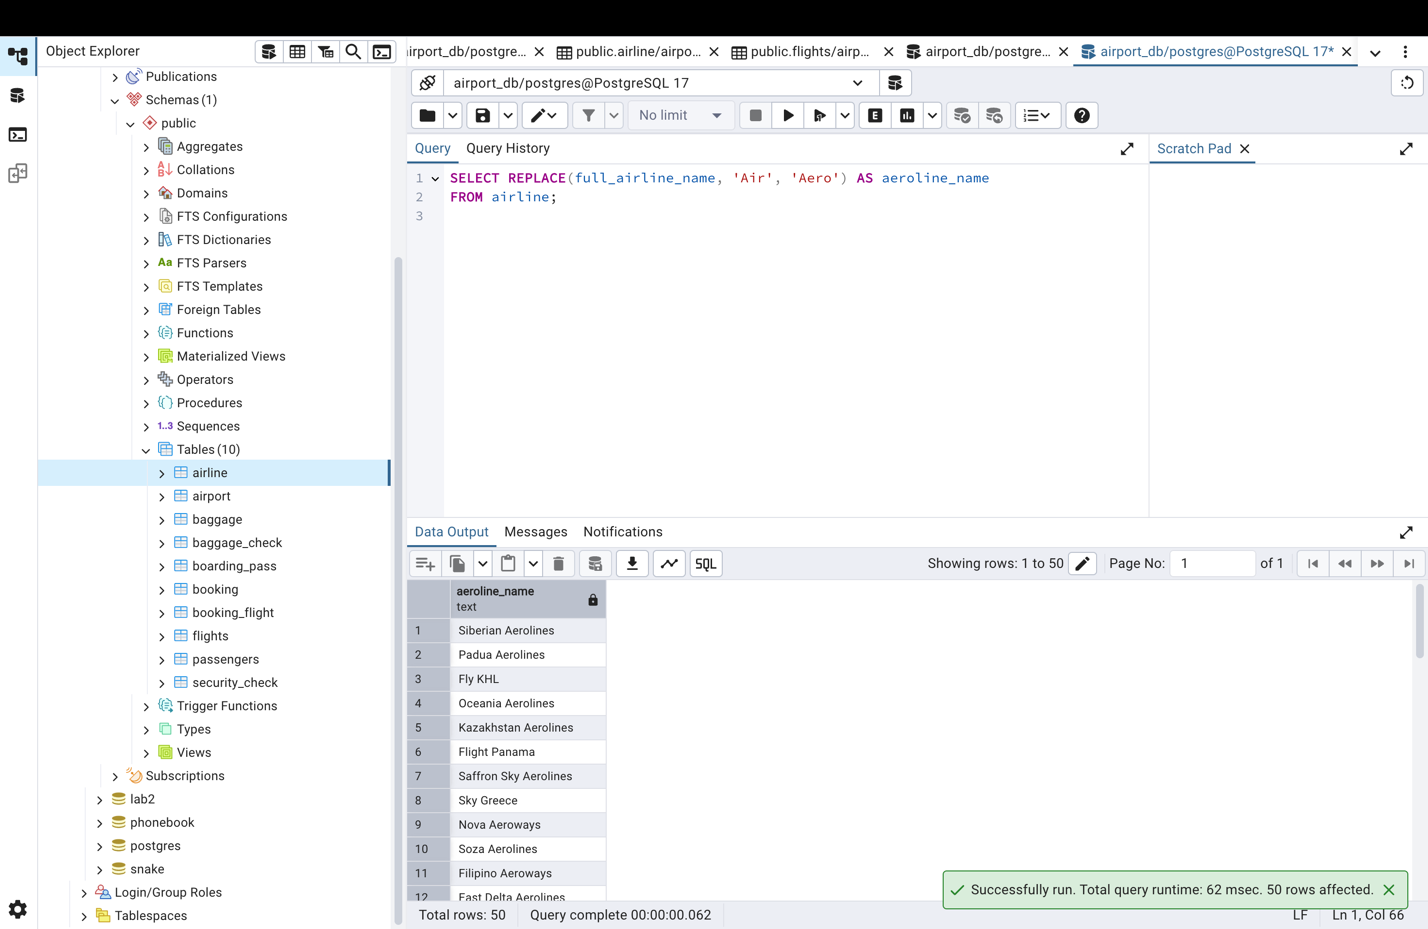 Object Explorer
irport_db/postgre...
public.airline/airpo...
public.flights/airp...
airport_db/postgre...
airport_db/postgres@PostgreSQL 17*
Publications
Schemas (1)
public
Aggregates
Collations
Domains
FTS Configurations
FTS Dictionaries
Aa FTS Parsers
FTS Templates
Foreign Tables
Functions
Materialized Views
Operators
Procedures
1..3 Sequences
Tables (10)
airline
airport
baggage
baggage_check
boarding_pass
booking
booking_flight
flights
passengers
security_check
Trigger Functions
Types
Views
Subscriptions
lab2
phonebook
postgres
snake
Login/Group Roles
Tablespaces
airport_db/postgres@PostgreSQL 17
No limit
E
Query
Query History
Scratch Pad
1 SELECT REPLACE(full_airline_name, 'Air', 'Aero') AS aeroline_name
2 FROM airline;
3
Data Output
Messages
Notifications
SQL
Showing rows: 1 to 50
Page No:
1
of 1
aeroline_name
text
1 Siberian Aerolines
2 Padua Aerolines
3 Fly KHL
4 Oceania Aerolines
5 Kazakhstan Aerolines
6 Flight Panama
7 Saffron Sky Aerolines
8 Sky Greece
9 Nova Aeroways
10 Soza Aerolines
11 Filipino Aeroways
12 East Delta Aerolines
Successfully run. Total query runtime: 62 msec. 50 rows affected.
Total rows: 50
Query complete 00:00:00.062
LF
Ln 1, Col 66